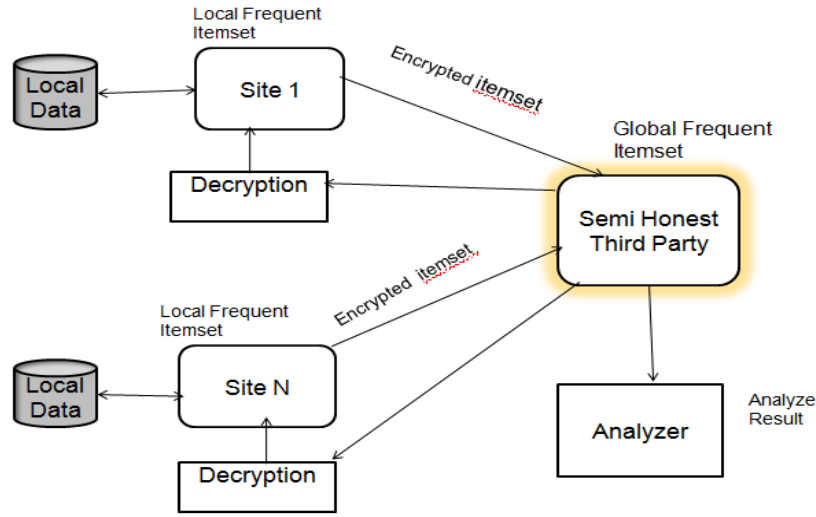 Local Frequent
Itemset
Local
Data
Site 1
Encrypted itemset
Global Frequent
Itemset
Decryption
Semi Honest
Third Party
Encrypted itemset,
Local Frequent
Itemset
Local
Data
Site N
Analyzer
Analyze
Result
Decryption